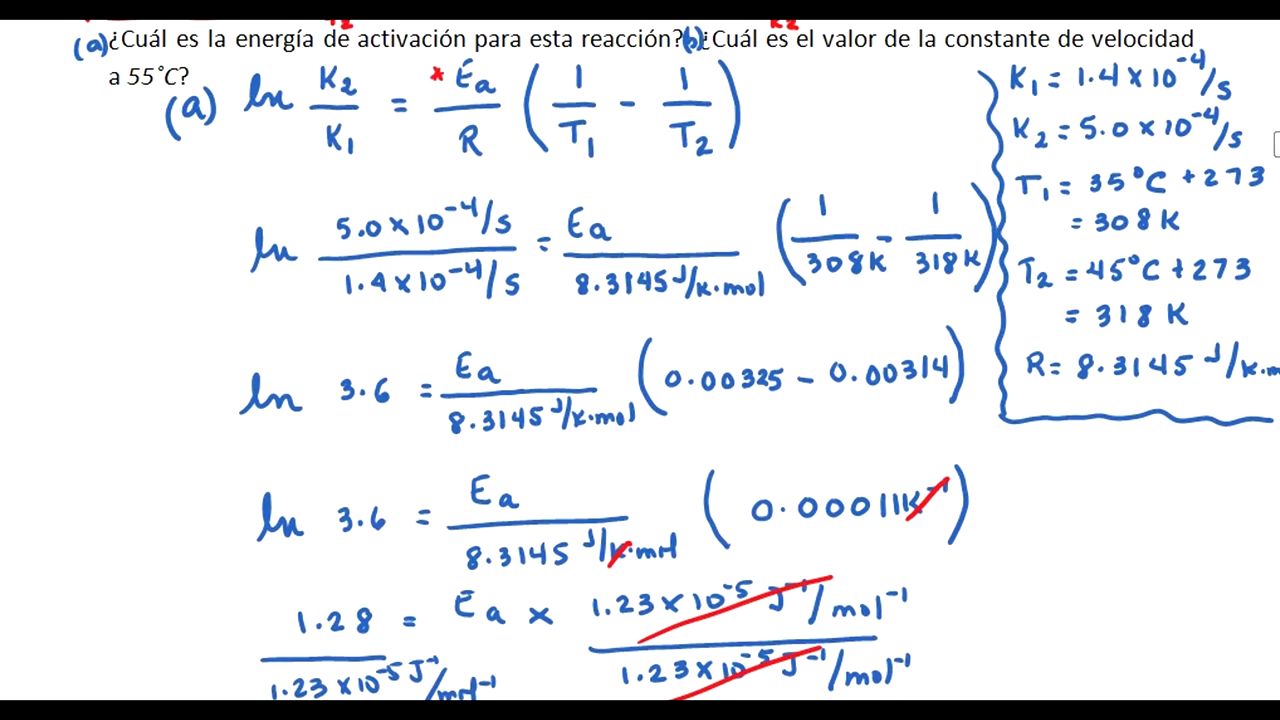 (a) ¿Cuál es la energía de activación para esta reacción? (b) ¿Cuál es el valor de la constante de velocidad
a 55°C?
(a) ln K2/K1 = *Ea/R (1/T1 - 1/T2)
K1 = 1.4 x 10^-4/s
K2 = 5.0 x 10^-4/s
T1 = 35°C + 273
= 308 K
T2 = 45°C + 273
= 318 K
R = 8.3145 J/K.m
ln 5.0 x 10^-4/s / 1.4 x 10^-4/s = Ea / 8.3145 J/K.mol (1/308K - 1/318K)
ln 3.6 = Ea / 8.3145 J/K.mol (0.00325 - 0.00314)
ln 3.6 = Ea / 8.3145 J/K.mol (0.00011K^-1)
1.28 / 1.23 x 10^-5 J^-1/mol^-1 = Ea x 1.23 x 10^-5 J^-1/mol^-1 / 1.23 x 10^-5 J^-1/mol^-1